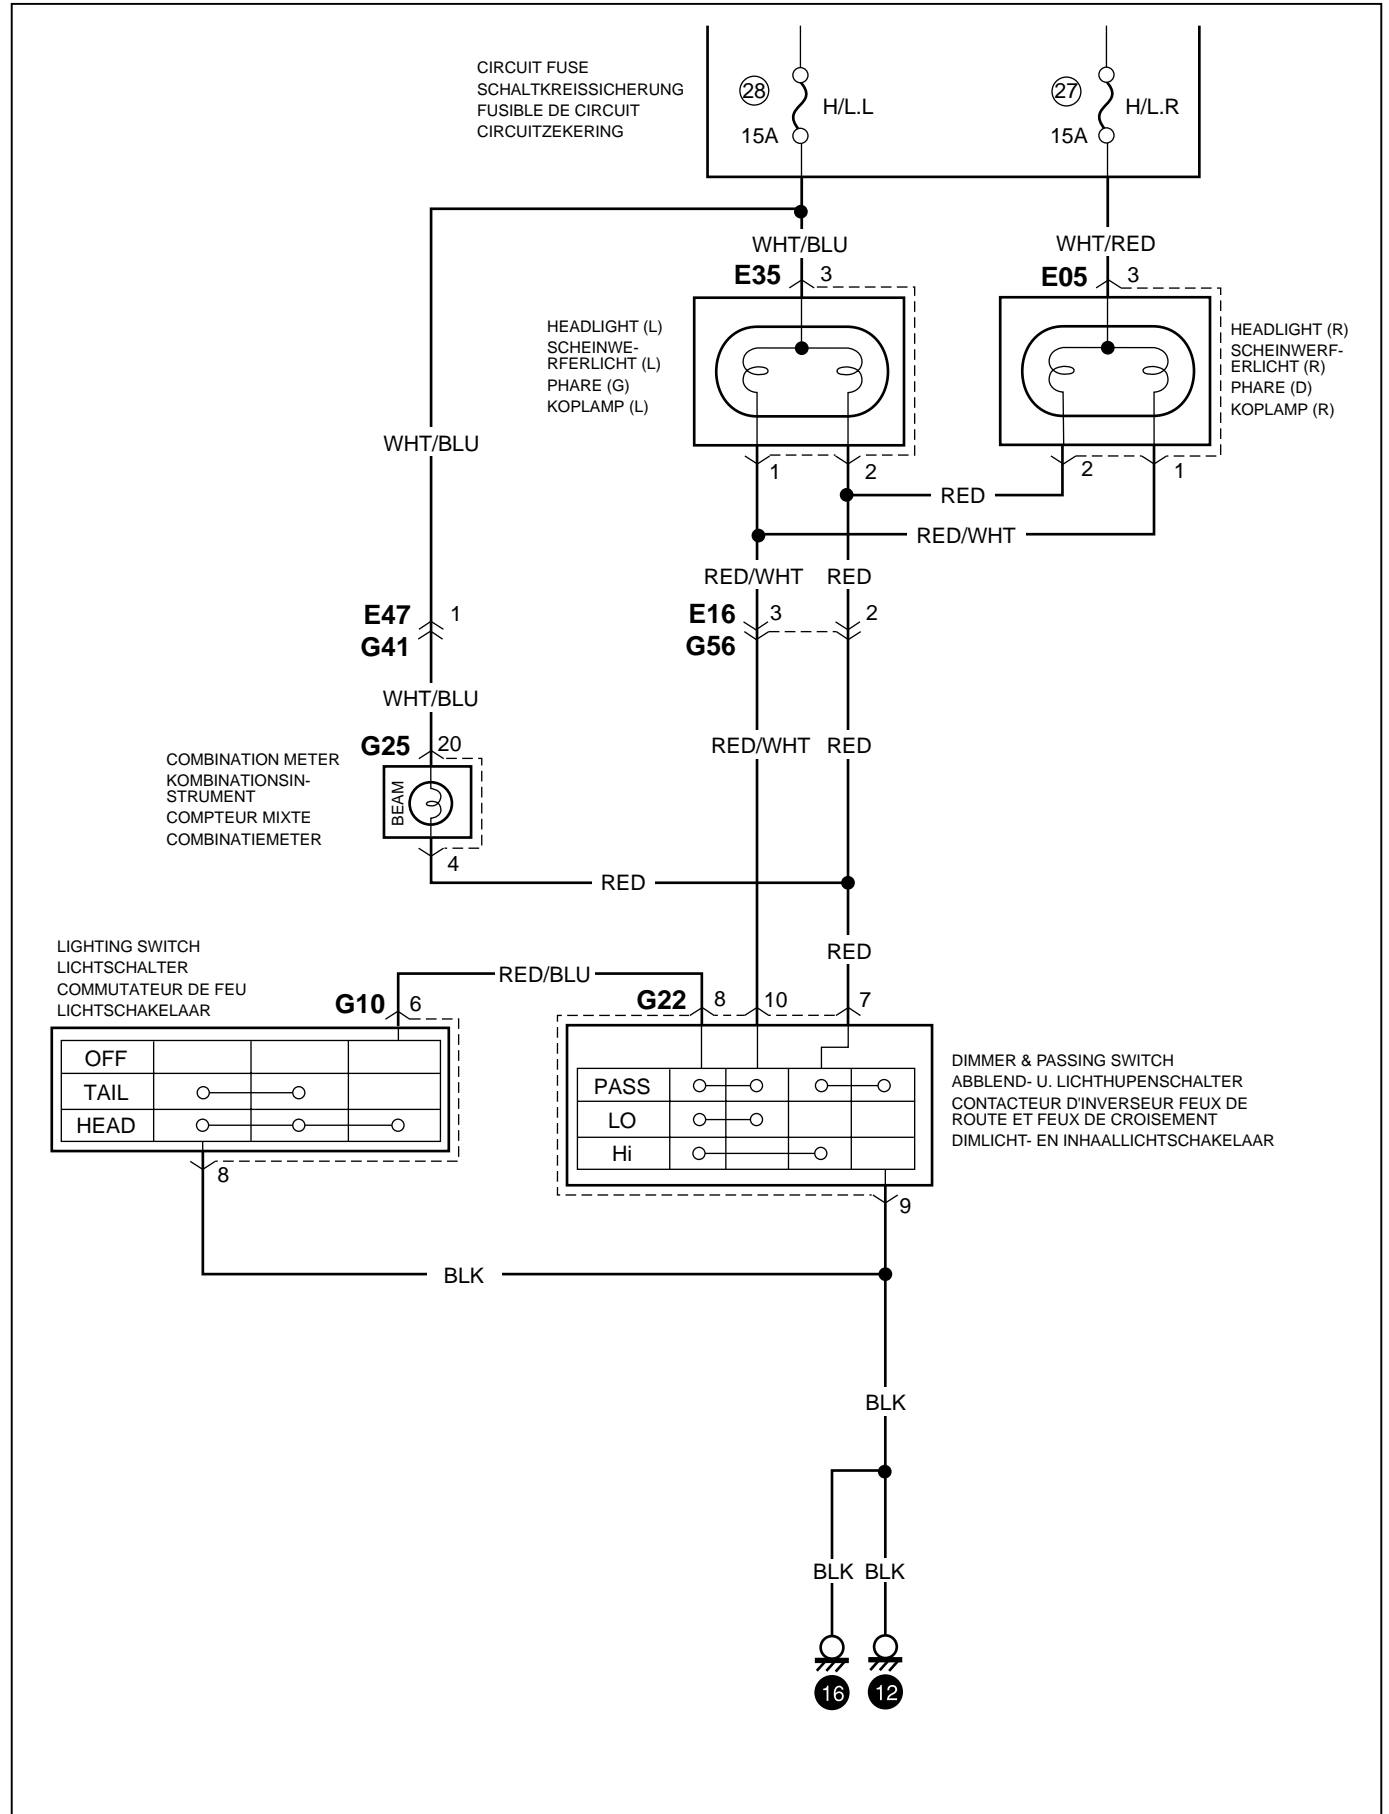 CIRCUIT FUSE
SCHALTKREISSICHERUNG
FUSIBLE DE CIRCUIT
CIRCUITZEKERING
28
H/L.L
15A
27
H/L.R
15A
WHT/BLU
WHT/RED
E35 3
E05 3
HEADLIGHT (L)
SCHEINWE-
RFERLICHT (L)
PHARE (G)
KOPLAMP (L)
HEADLIGHT (R)
SCHEINWERF-
ERLICHT (R)
PHARE (D)
KOPLAMP (R)
WHT/BLU
1 2 2 1
RED
RED/WHT
RED/WHT RED
E47 1
G41
E16 3 2
G56
WHT/BLU
RED/WHT RED
G25 20
COMBINATION METER
KOMBINATIONSIN-
STRUMENT
COMPTEUR MIXTE
COMBINATIEMETER
BEAM
4
RED
RED
LIGHTING SWITCH
LICHTSCHALTER
COMMUTATEUR DE FEU
LICHTSCHAKELAAR
RED/BLU
G10 6
G22 8 10 7
OFF
TAIL
HEAD
8
PASS
LO
Hi
9
DIMMER & PASSING SWITCH
ABBLEND- U. LICHTHUPENSCHALTER
CONTACTEUR D'INVERSEUR FEUX DE
ROUTE ET FEUX DE CROISEMENT
DIMLICHT- EN INHAALLICHTSCHAKELAAR
BLK
BLK
BLK BLK
16 12